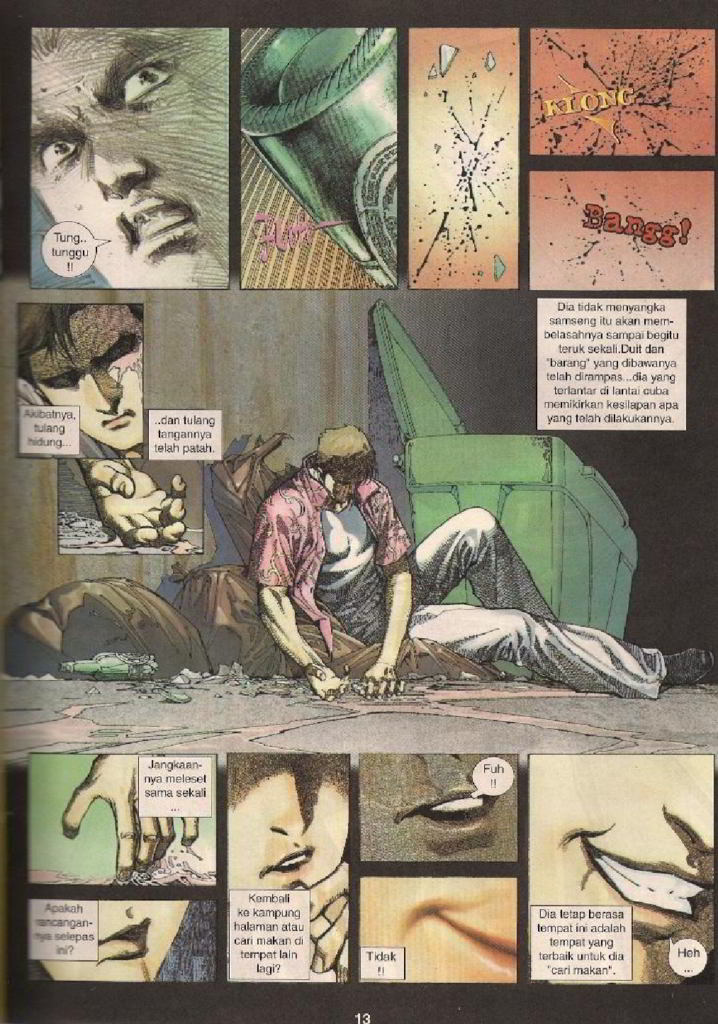 Tung..
tunggu
!!
KLONG
Bangg!
Dia tidak menyangka
samseng itu akan mem-
belasahnya sampai begitu
teruk sekali.Duit dan
"barang" yang dibawanya
telah dirampas...dia yang
terlantar di lantai cuba
memikirkan kesilapan apa
yang telah dilakukannya.
Akibatnya,
tulang
hidung...
..dan tulang
tangannya
telah patah.
Jangkaan-
nya meleset
sama sekali
...
Apakah
rancangan-
nya selepas
ini?
Kembali
ke kampung
halaman atau
cari makan di
tempat lain
lagi?
Fuh
!!
Tidak
!!
Dia tetap berasa
tempat ini adalah
tempat yang
terbaik untuk dia
"cari makan".
Heh
...
13